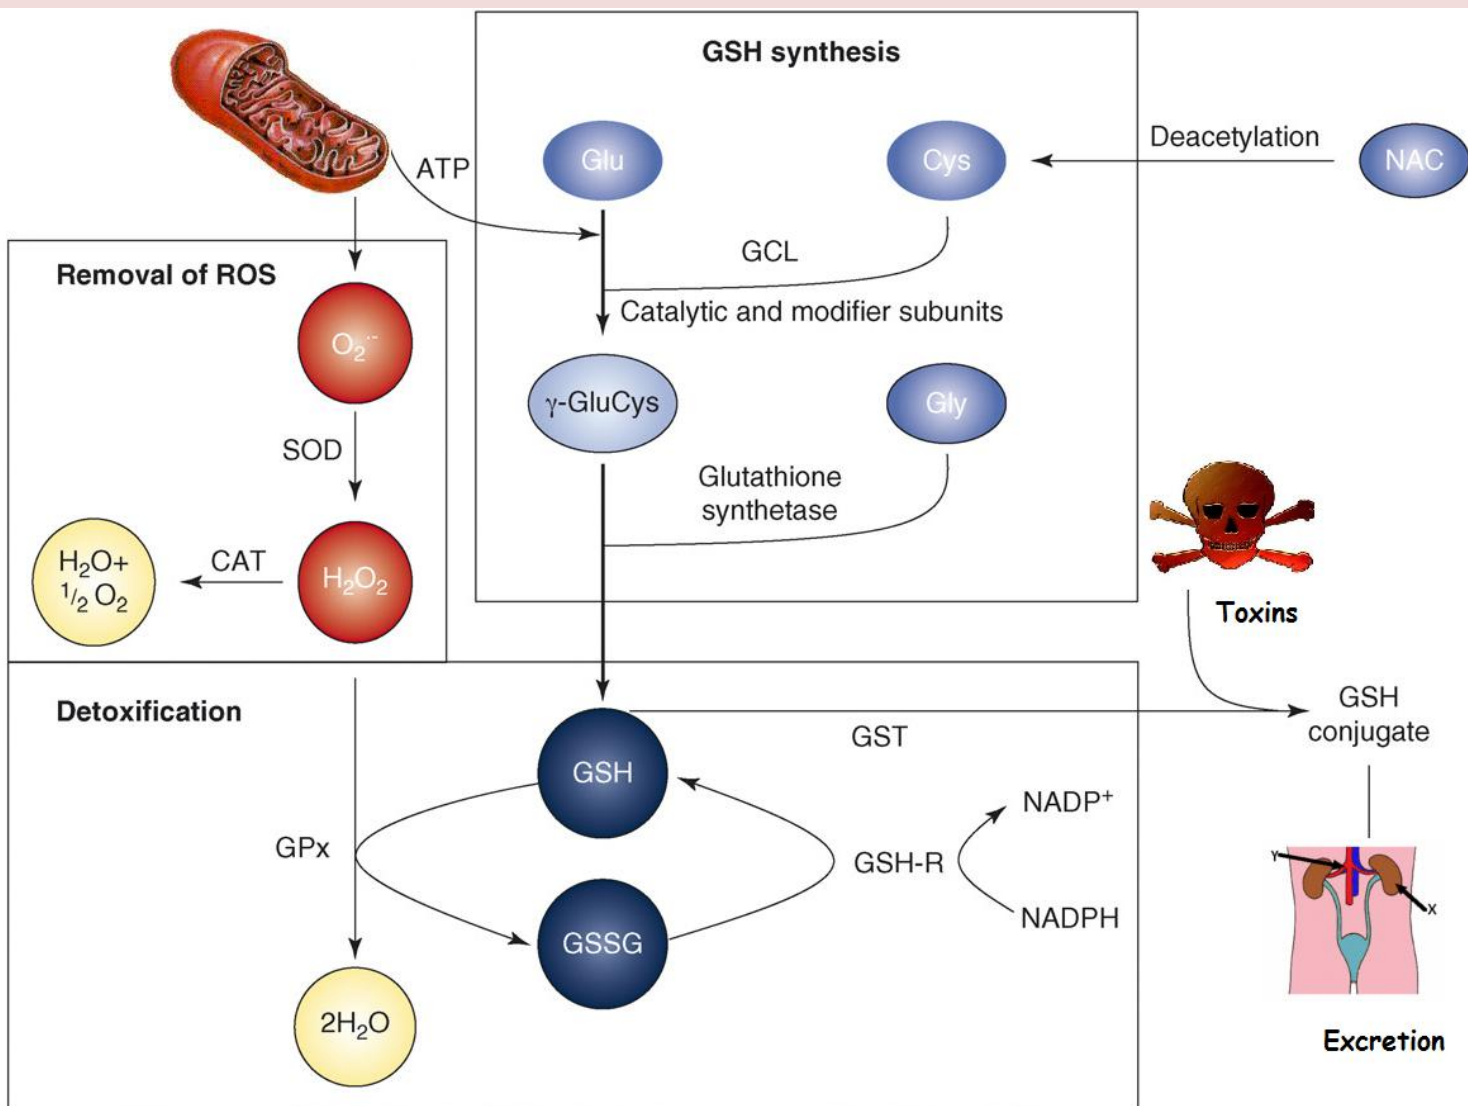 GSH synthesis
Glu
Cys
Deacetylation
NAC
ATP
GCL
Catalytic and modifier subunits
Removal of ROS
O₂˙⁻
SOD
γ-GluCys
Gly
Glutathione
synthetase
H₂O+
½ O₂
CAT
H₂O₂
Toxins
Detoxification
GSH
GST
GSH
conjugate
NADP⁺
GPx
GSH-R
NADPH
GSSG
2H₂O
Y
X
Excretion